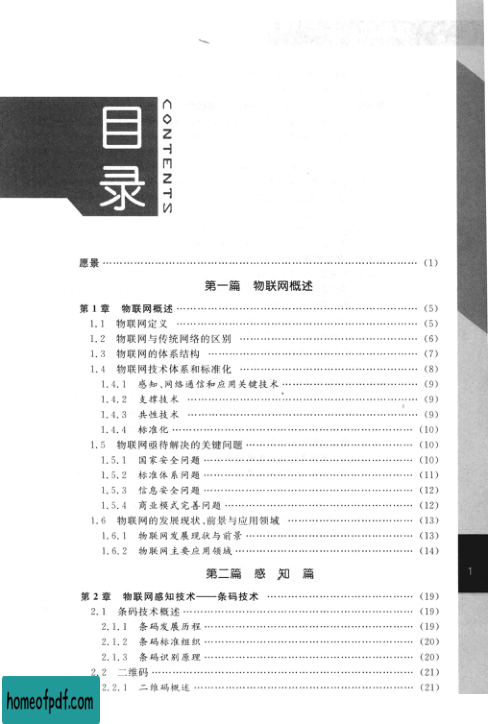 目录
CONTENTS
愿景 …… (1)
第一篇 物联网概述
第1章 物联网概述 …… (5)
1.1 物联网定义 …… (5)
1.2 物联网与传统网络的区别 …… (6)
1.3 物联网的体系结构 …… (7)
1.4 物联网技术体系和标准化 …… (8)
1.4.1 感知、网络通信和应用关键技术 …… (9)
1.4.2 支撑技术 …… (9)
1.4.3 共性技术 …… (9)
1.4.4 标准化 …… (10)
1.5 物联网亟待解决的关键问题 …… (10)
1.5.1 国家安全问题 …… (10)
1.5.2 标准体系问题 …… (11)
1.5.3 信息安全问题 …… (12)
1.5.4 商业模式完善问题 …… (12)
1.6 物联网的发展现状、前景与应用领域 …… (13)
1.6.1 物联网发展现状与前景 …… (13)
1.6.2 物联网主要应用领域 …… (14)
第二篇 感知篇
第2章 物联网感知技术——条码技术 …… (19)
2.1 条码技术概述 …… (19)
2.1.1 条码发展历程 …… (19)
2.1.2 条码标准组织 …… (20)
2.1.3 条码识别原理 …… (20)
2.2 二维码 …… (21)
2.2.1 二维码概述 …… (21)
1
homeofpdf.com